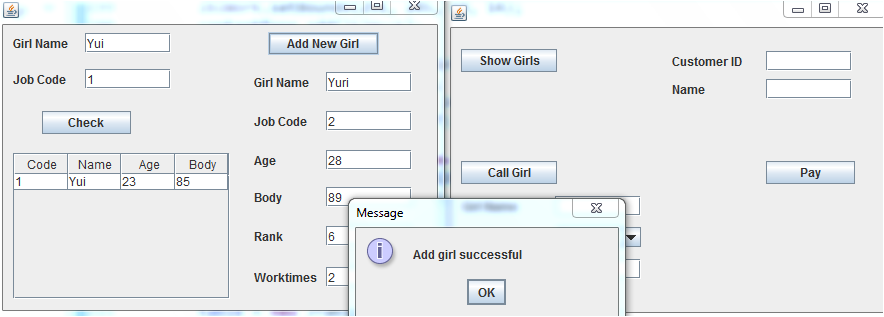 Girl Name Yui
Add New Girl
Job Code 1
Check
Code Name Age Body
1 Yui 23 85
Girl Name Yuri
Job Code 2
Age 28
Body 89
Rank 6
Worktimes 2
Show Girls
Customer ID
Name
Call Girl
Pay
Message
Add girl successful
OK